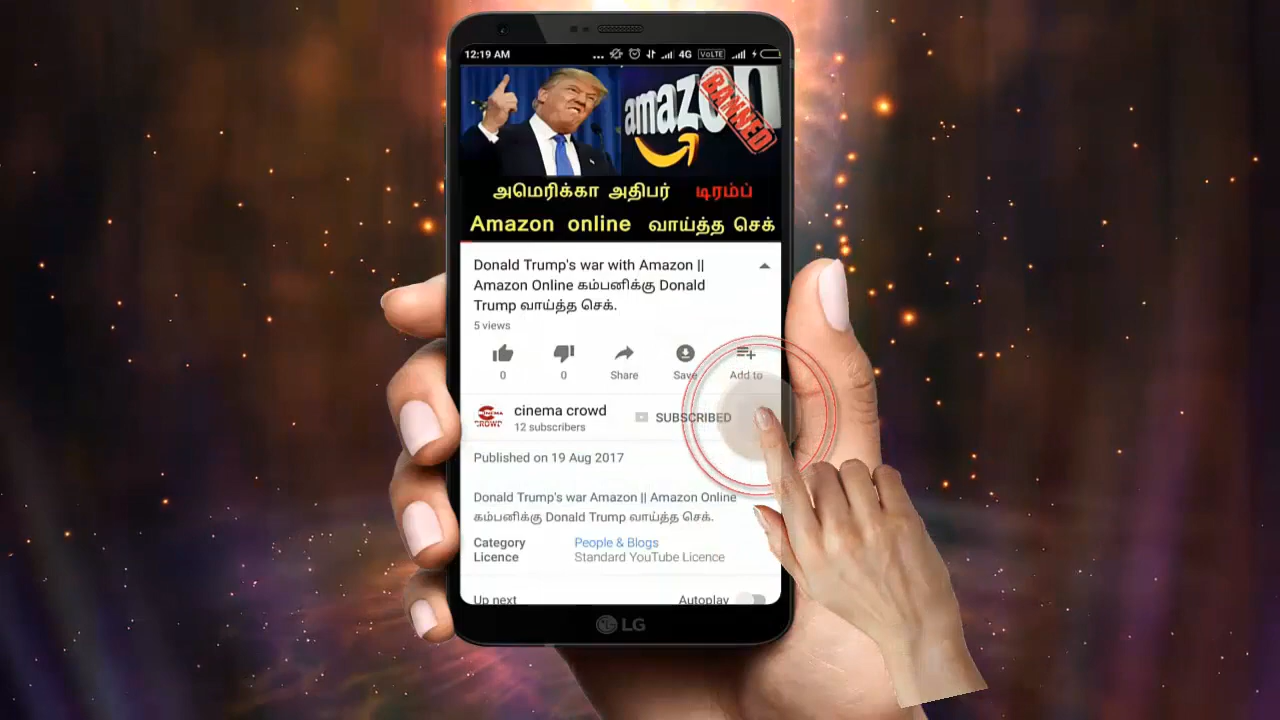 12:19 AM
4G VoLTE
amazon
BANNED
அமெரிக்கா அதிபர் டிரம்ப்
Amazon online வாய்த்த செக்
Donald Trump's war with Amazon ||
Amazon Online கம்பனிக்கு Donald
Trump வாய்த்த செக்.
5 views
0 0 Share Save Add to
CINEMA CROWD
cinema crowd
SUBSCRIBED
12 subscribers
Published on 19 Aug 2017
Donald Trump's war Amazon || Amazon Online
கம்பனிக்கு Donald Trump வாய்த்த செக்.
Category People & Blogs
Licence Standard YouTube Licence
Up next Autoplay
LG